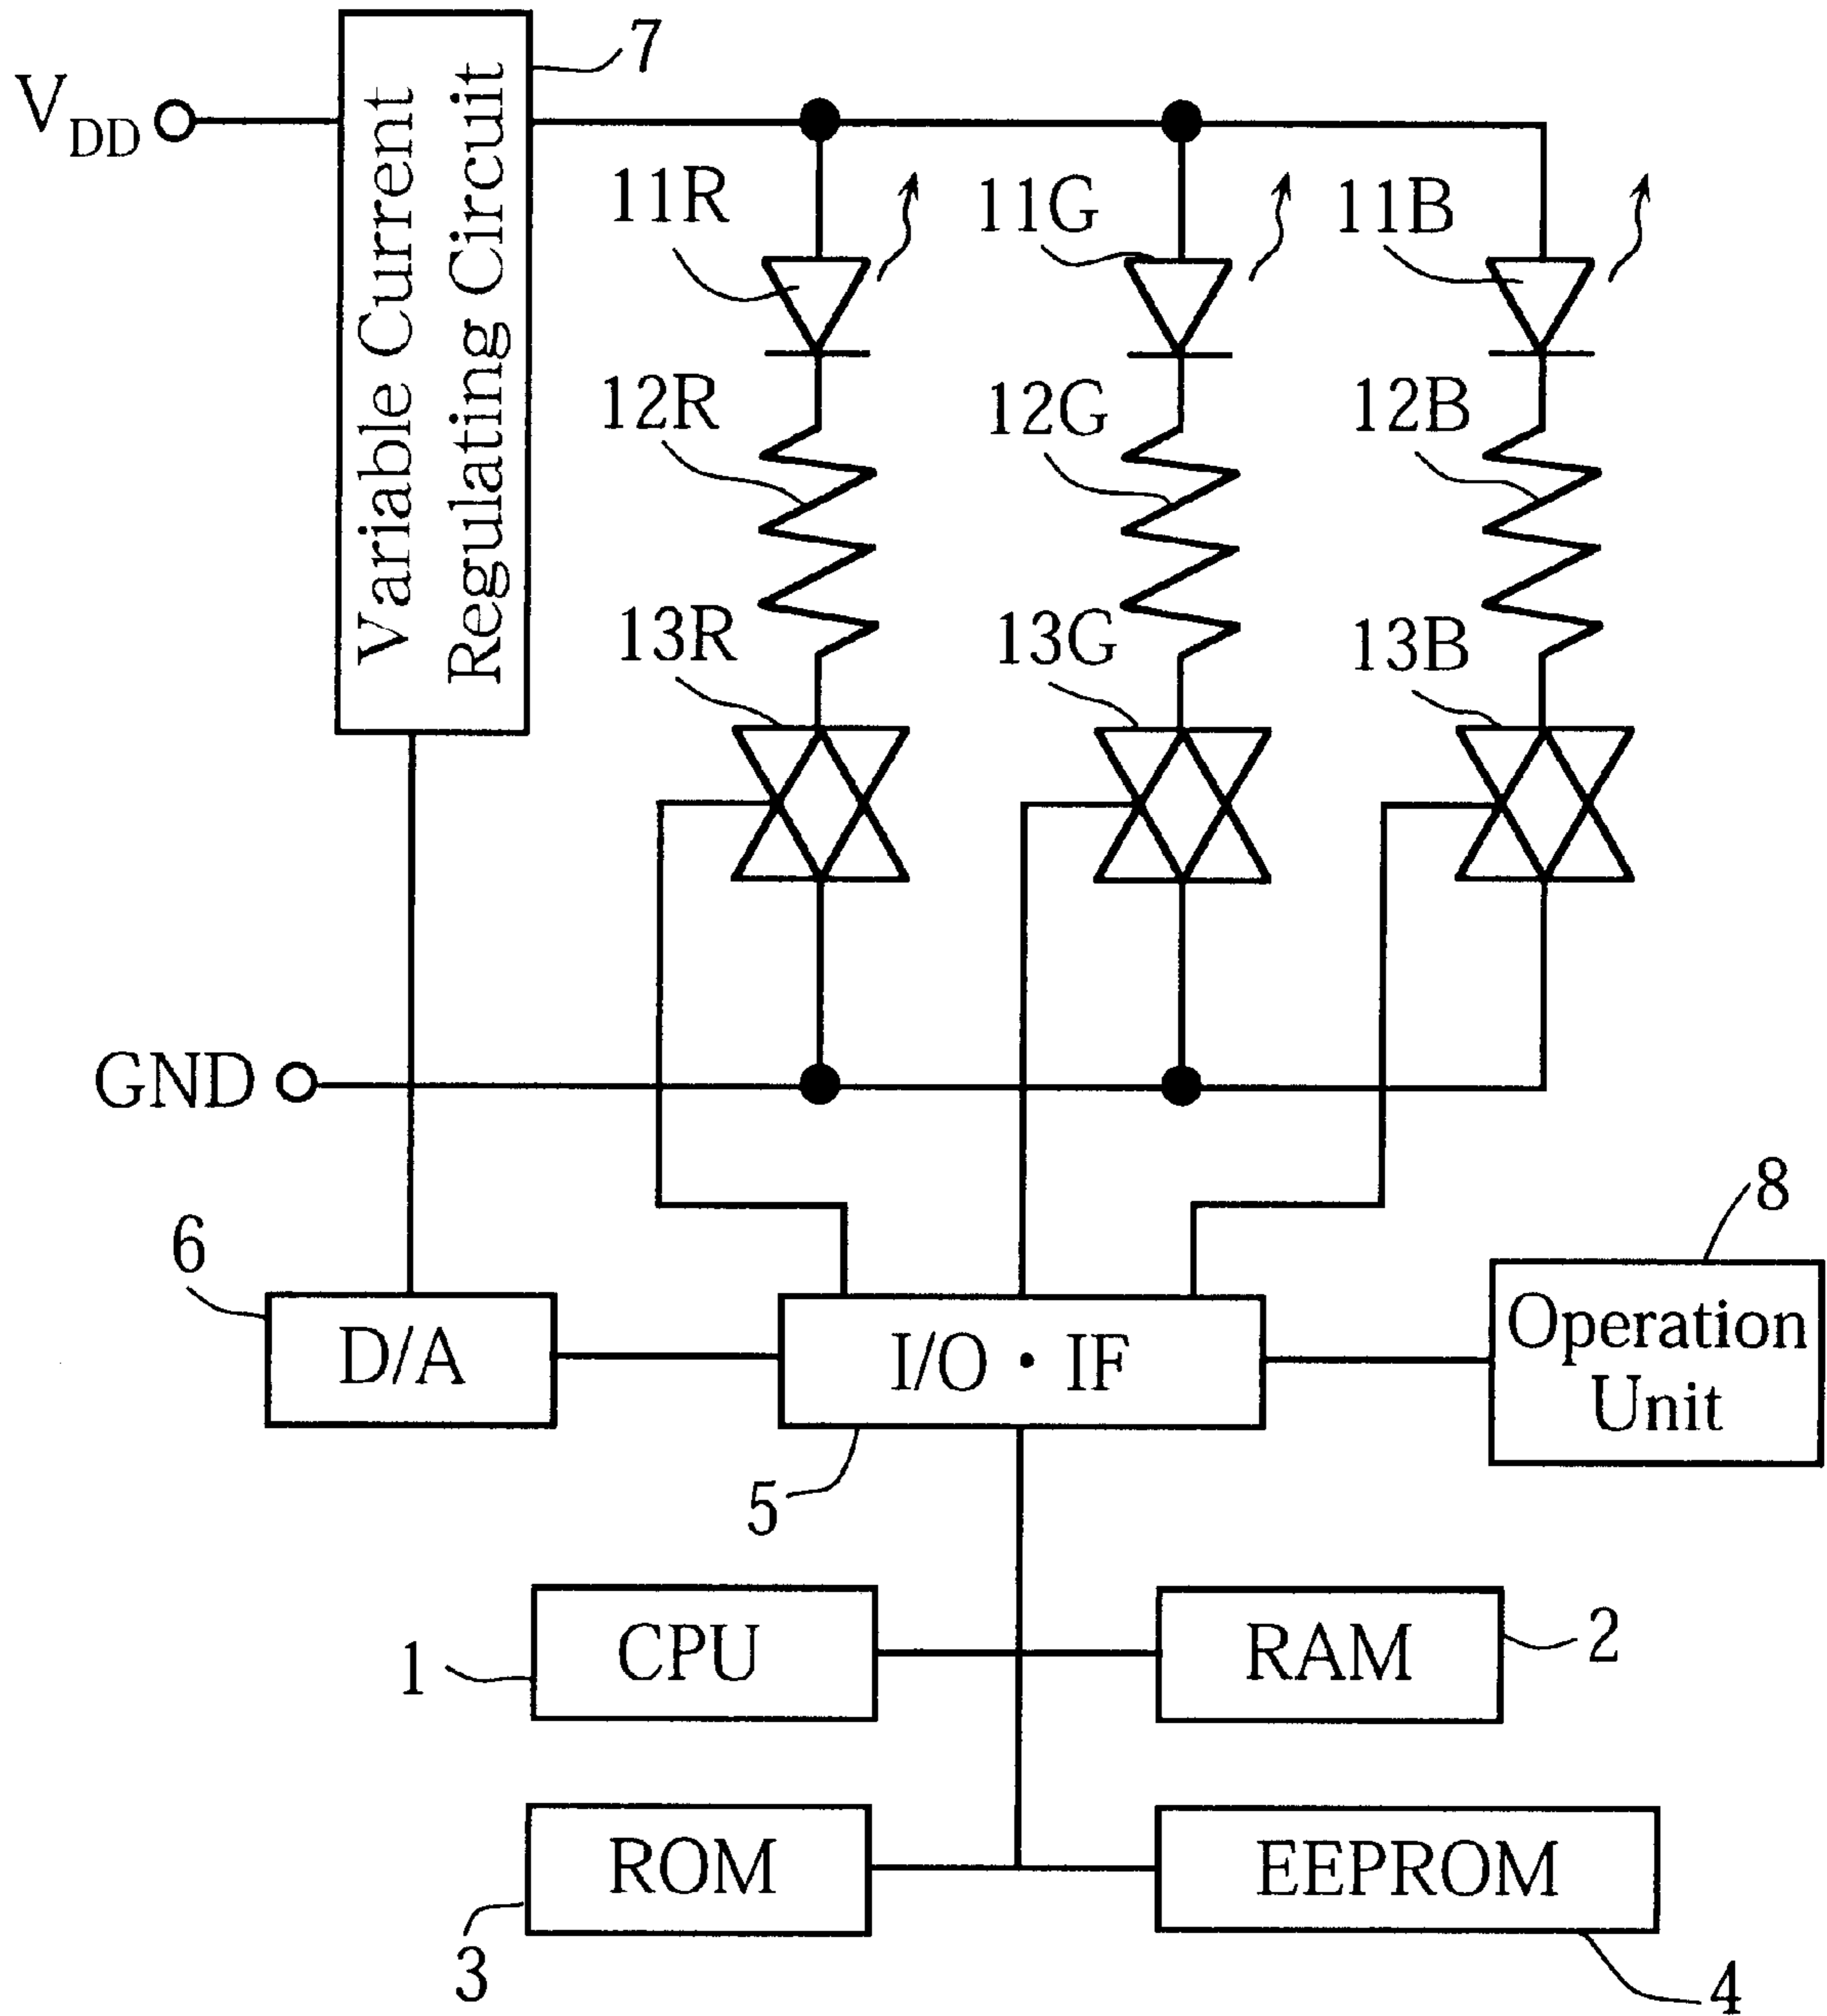 7
VDD
Variable Current
Regulating Circuit
11R
11G
11B
12R
12G
12B
13R
13G
13B
GND
8
6
D/A
I/O・IF
Operation
Unit
5
CPU
RAM
1
2
ROM
EEPROM
3
4